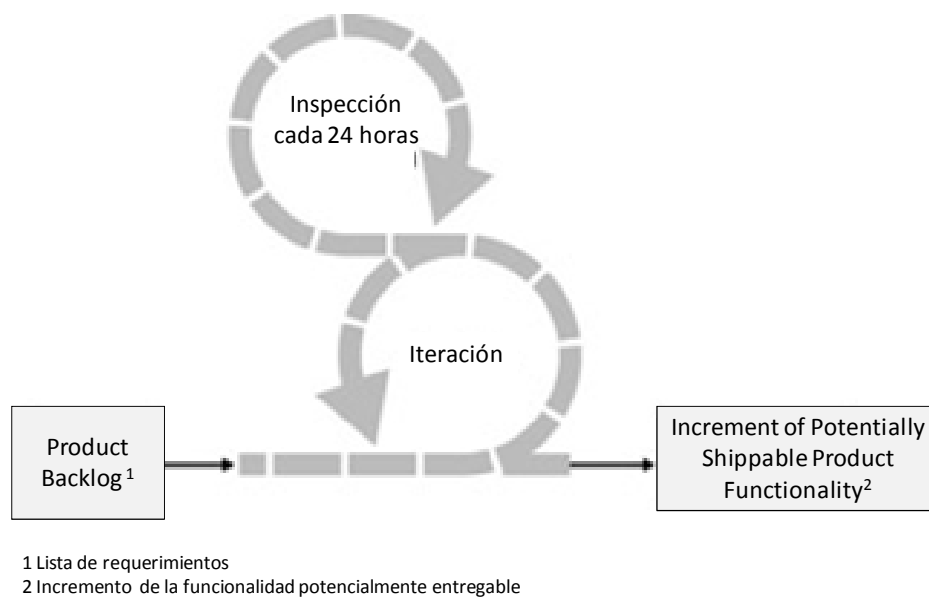 Inspección
cada 24 horas
Iteración
Product
Backlog 1
Increment of Potentially
Shippable Product
Functionality2
1 Lista de requerimientos
2 Incremento de la funcionalidad potencialmente entregable